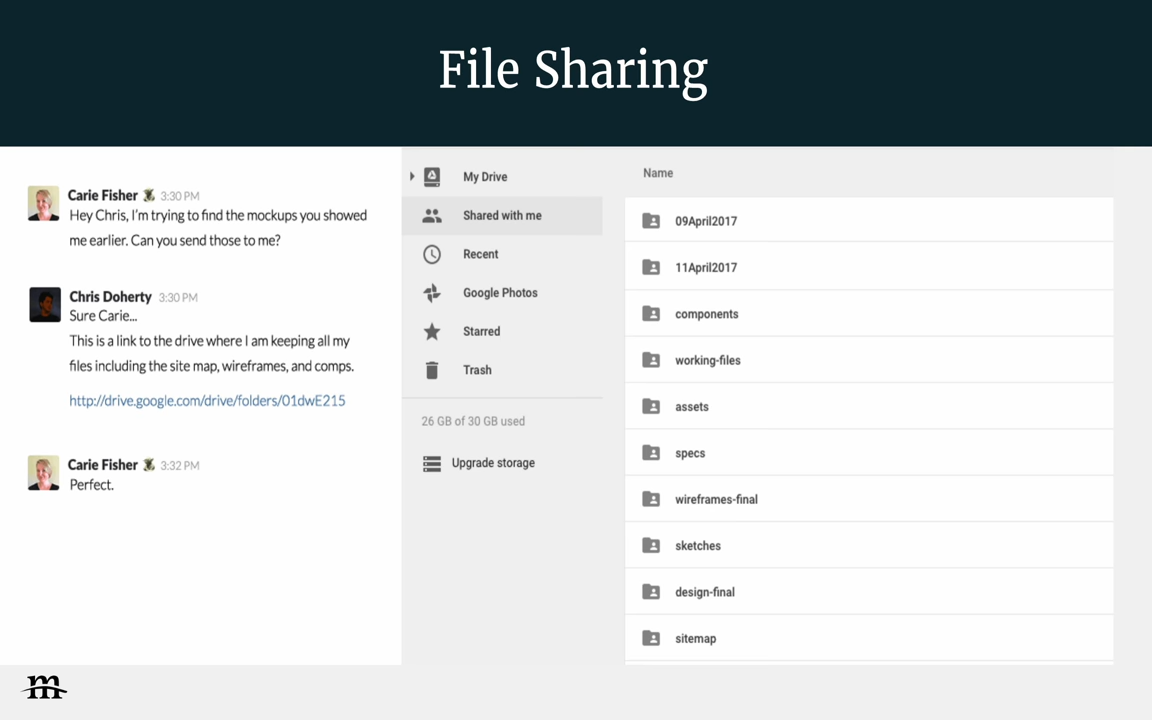 File Sharing
Carie Fisher 3:30 PM
Hey Chris, I'm trying to find the mockups you showed
me earlier. Can you send those to me?
Chris Doherty 3:30 PM
Sure Carie...
This is a link to the drive where I am keeping all my
files including the site map, wireframes, and comps.
http://drive.google.com/drive/folders/01dwE215
Carie Fisher 3:32 PM
Perfect.
My Drive
Shared with me
Recent
Google Photos
Starred
Trash
26 GB of 30 GB used
Upgrade storage
Name
09April2017
11April2017
components
working-files
assets
specs
wireframes-final
sketches
design-final
sitemap
m